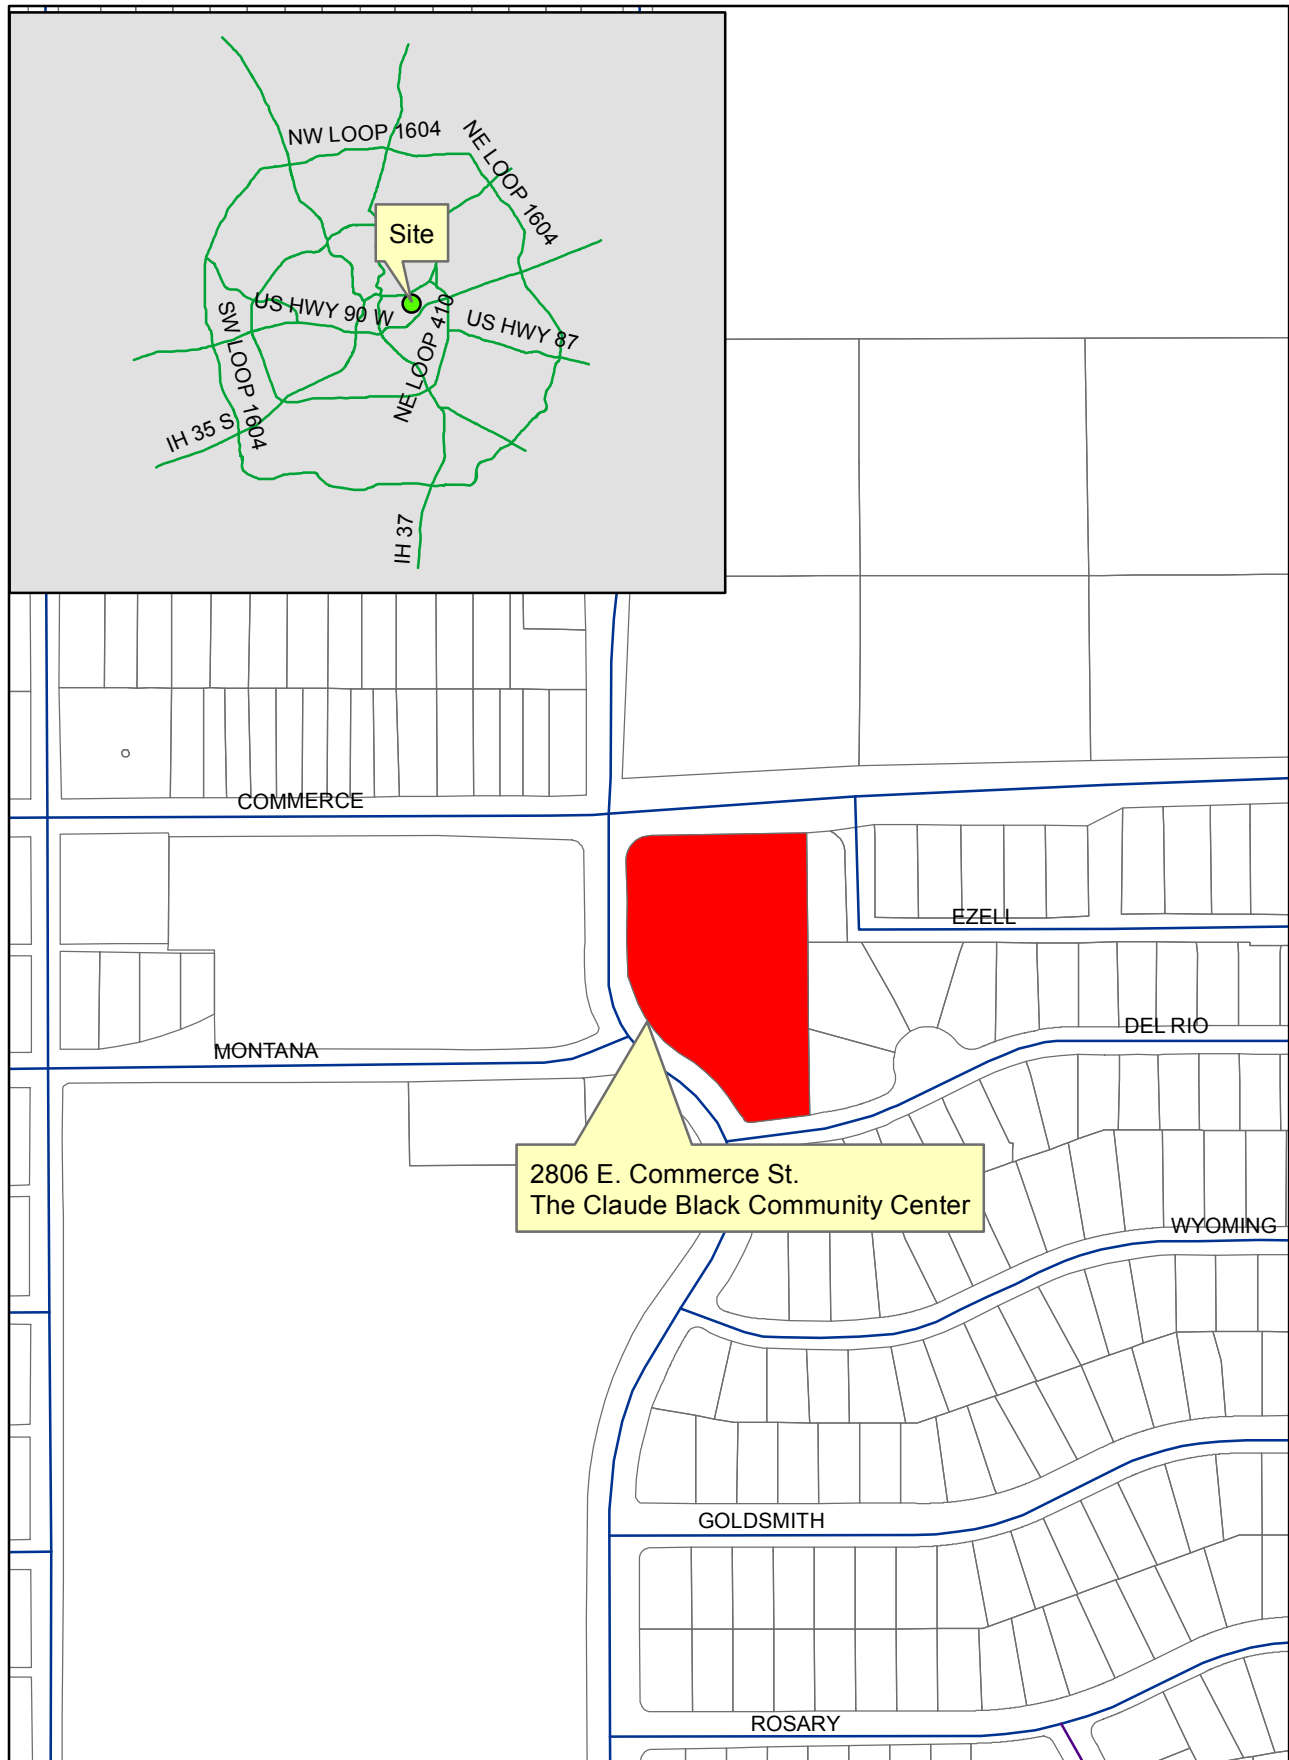 NW LOOP 1604
NE LOOP 1604
Site
US HWY 90 W
SW LOOP 1604
NE LOOP 410
US HWY 87
IH 35 S
IH 37
COMMERCE
EZELL
DEL RIO
MONTANA
2806 E. Commerce St.
The Claude Black Community Center
WYOMING
GOLDSMITH
ROSARY